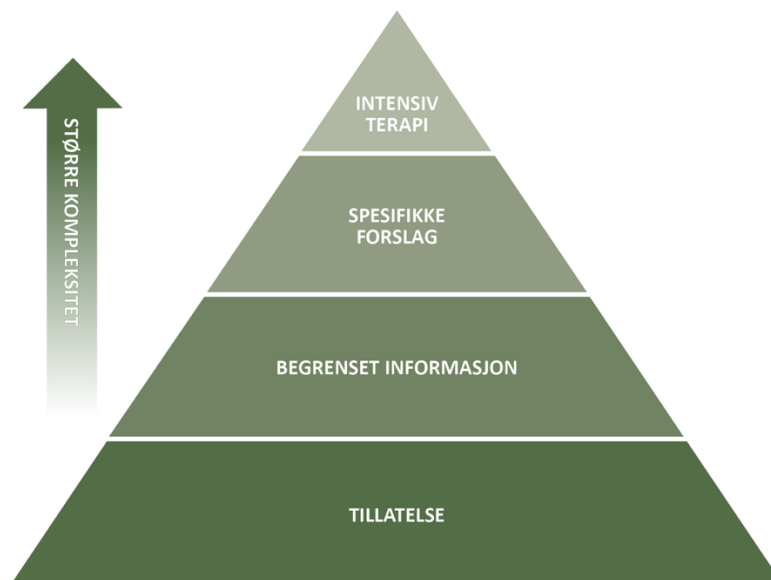 STØRRE KOMPLEKSITET
INTENSIV
TERAPI
SPESIFIKKE
FORSLAG
BEGRENSET INFORMASJON
TILLATELSE